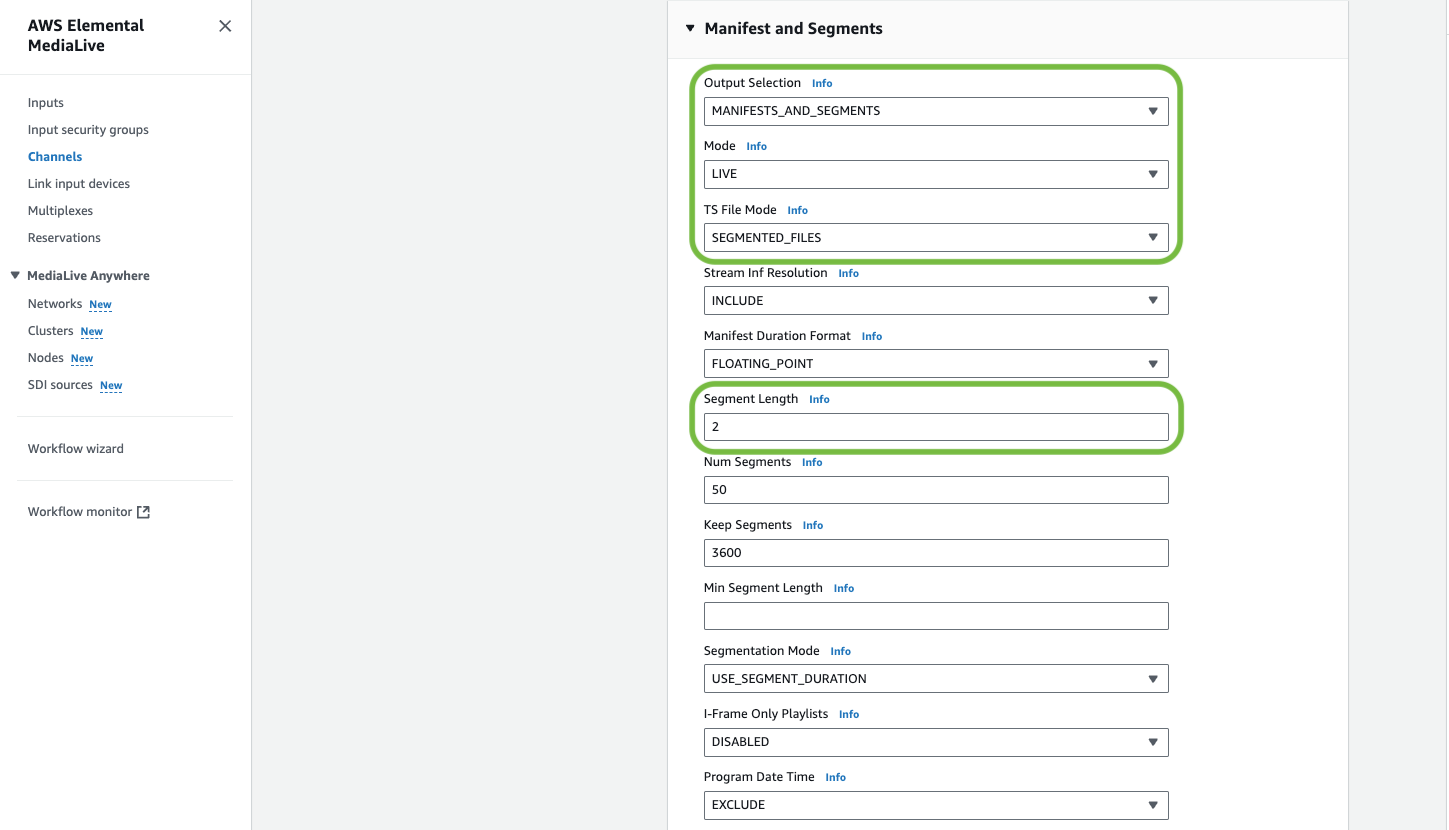 AWS Elemental
MediaLive
Inputs
Input security groups
Channels
Link input devices
Multiplexes
Reservations
MediaLive Anywhere
Networks New
Clusters New
Nodes New
SDI sources New
Workflow wizard
Workflow monitor
Manifest and Segments
Output Selection Info
MANIFESTS_AND_SEGMENTS
Mode Info
LIVE
TS File Mode Info
SEGMENTED_FILES
Stream Inf Resolution Info
INCLUDE
Manifest Duration Format Info
FLOATING_POINT
Segment Length Info
2
Num Segments Info
50
Keep Segments Info
3600
Min Segment Length Info
Segmentation Mode Info
USE_SEGMENT_DURATION
I-Frame Only Playlists Info
DISABLED
Program Date Time Info
EXCLUDE